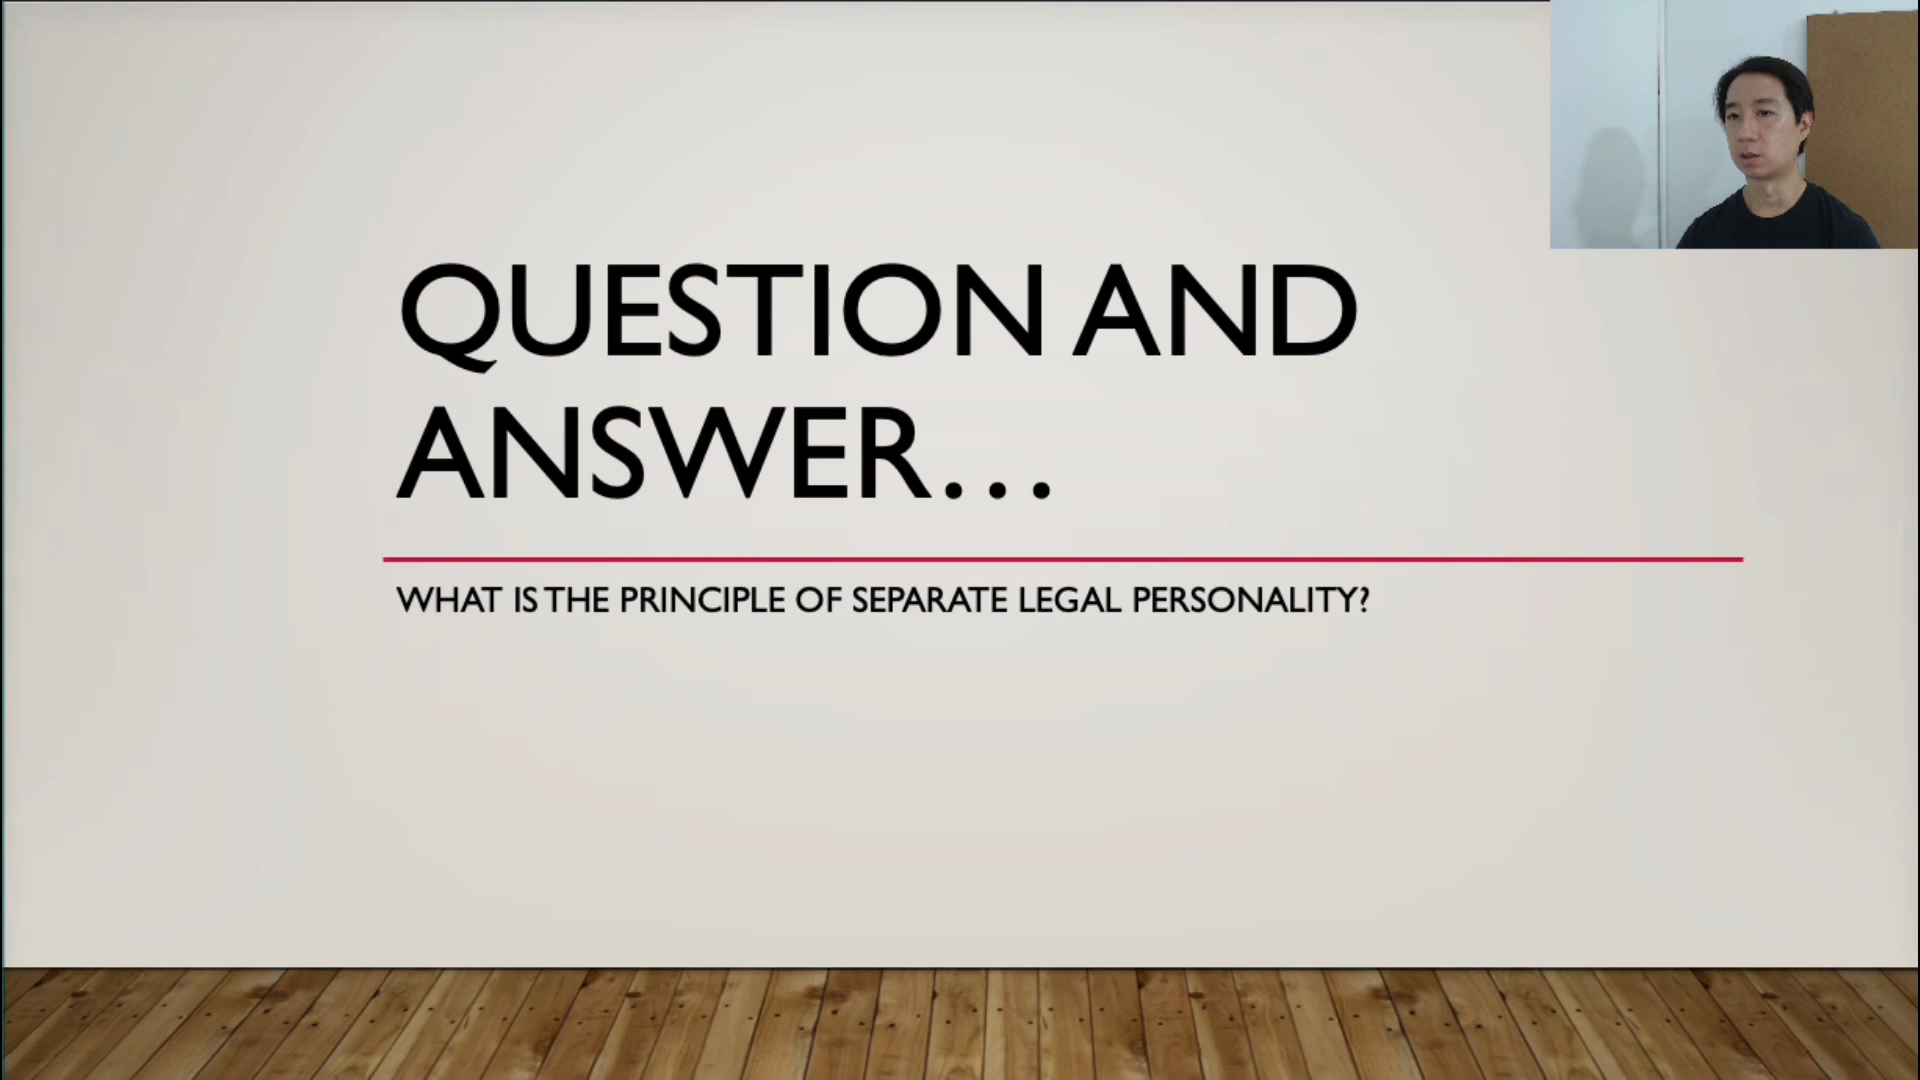 QUESTION AND
ANSWER...
WHAT IS THE PRINCIPLE OF SEPARATE LEGAL PERSONALITY?